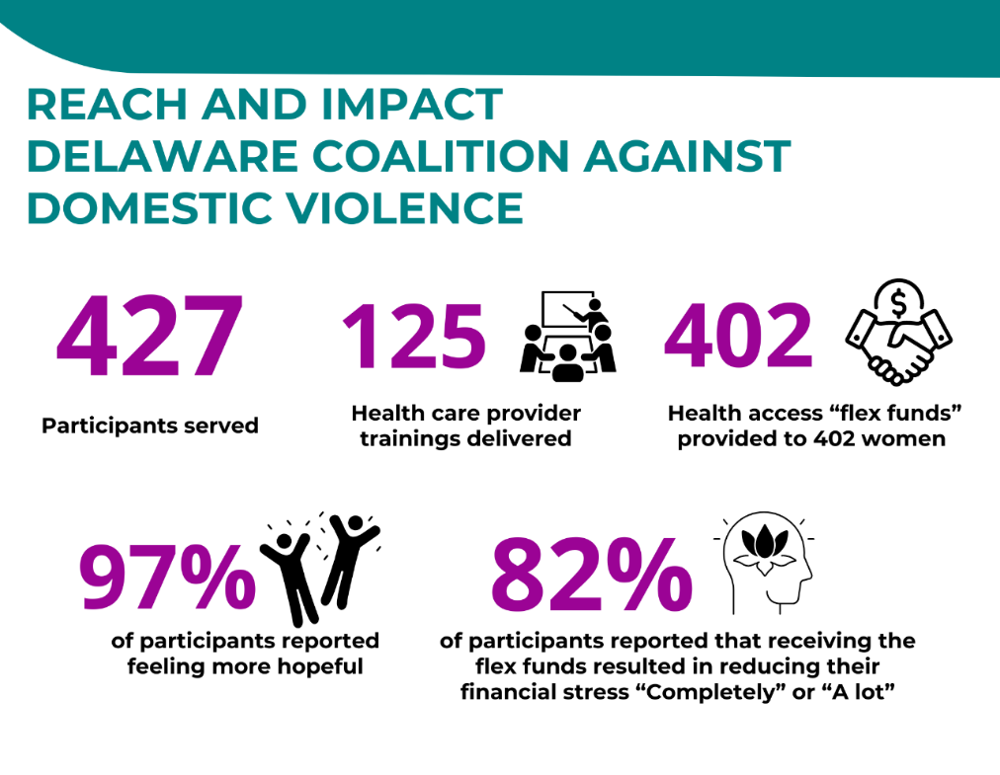 REACH AND IMPACT
DELAWARE COALITION AGAINST
DOMESTIC VIOLENCE
427
Participants served
125
Health care provider
trainings delivered
402
$
Health access “flex funds”
provided to 402 women
97%
of participants reported
feeling more hopeful
82%
of participants reported that receiving the
flex funds resulted in reducing their
financial stress “Completely” or “A lot”